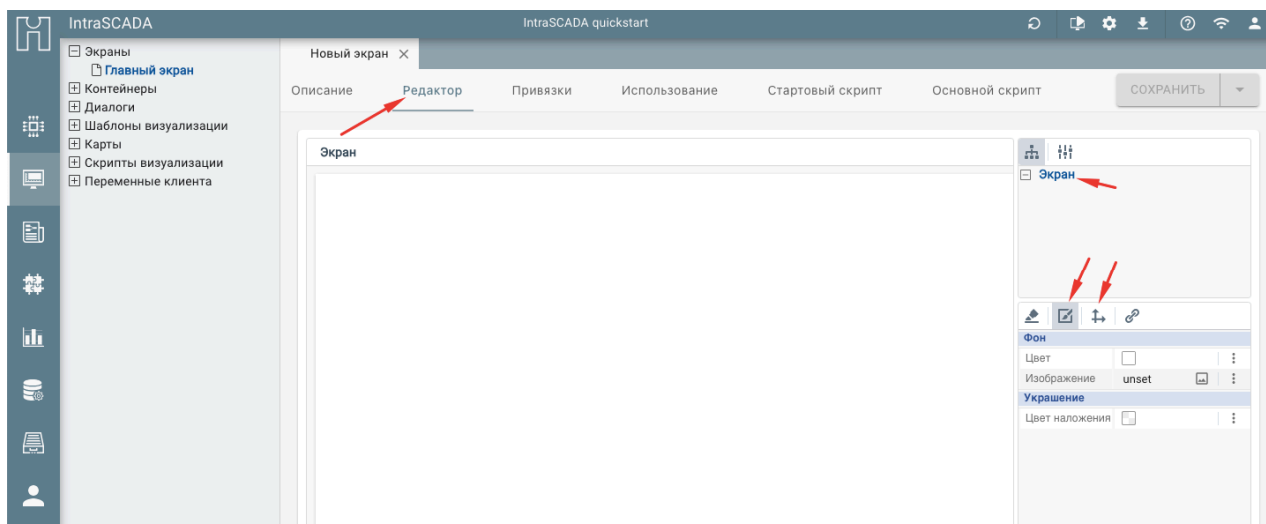 IntraSCADA
IntraSCADA quickstart
Экраны
Главный экран
Контейнеры
Диалоги
Шаблоны визуализации
Карты
Скрипты визуализации
Переменные клиента
Новый экран
Описание Редактор Привязки Использование Стартовый скрипт Основной скрипт СОХРАНИТЬ
Экран
Экран
Фон
Цвет
Изображение unset
Украшение
Цвет наложения